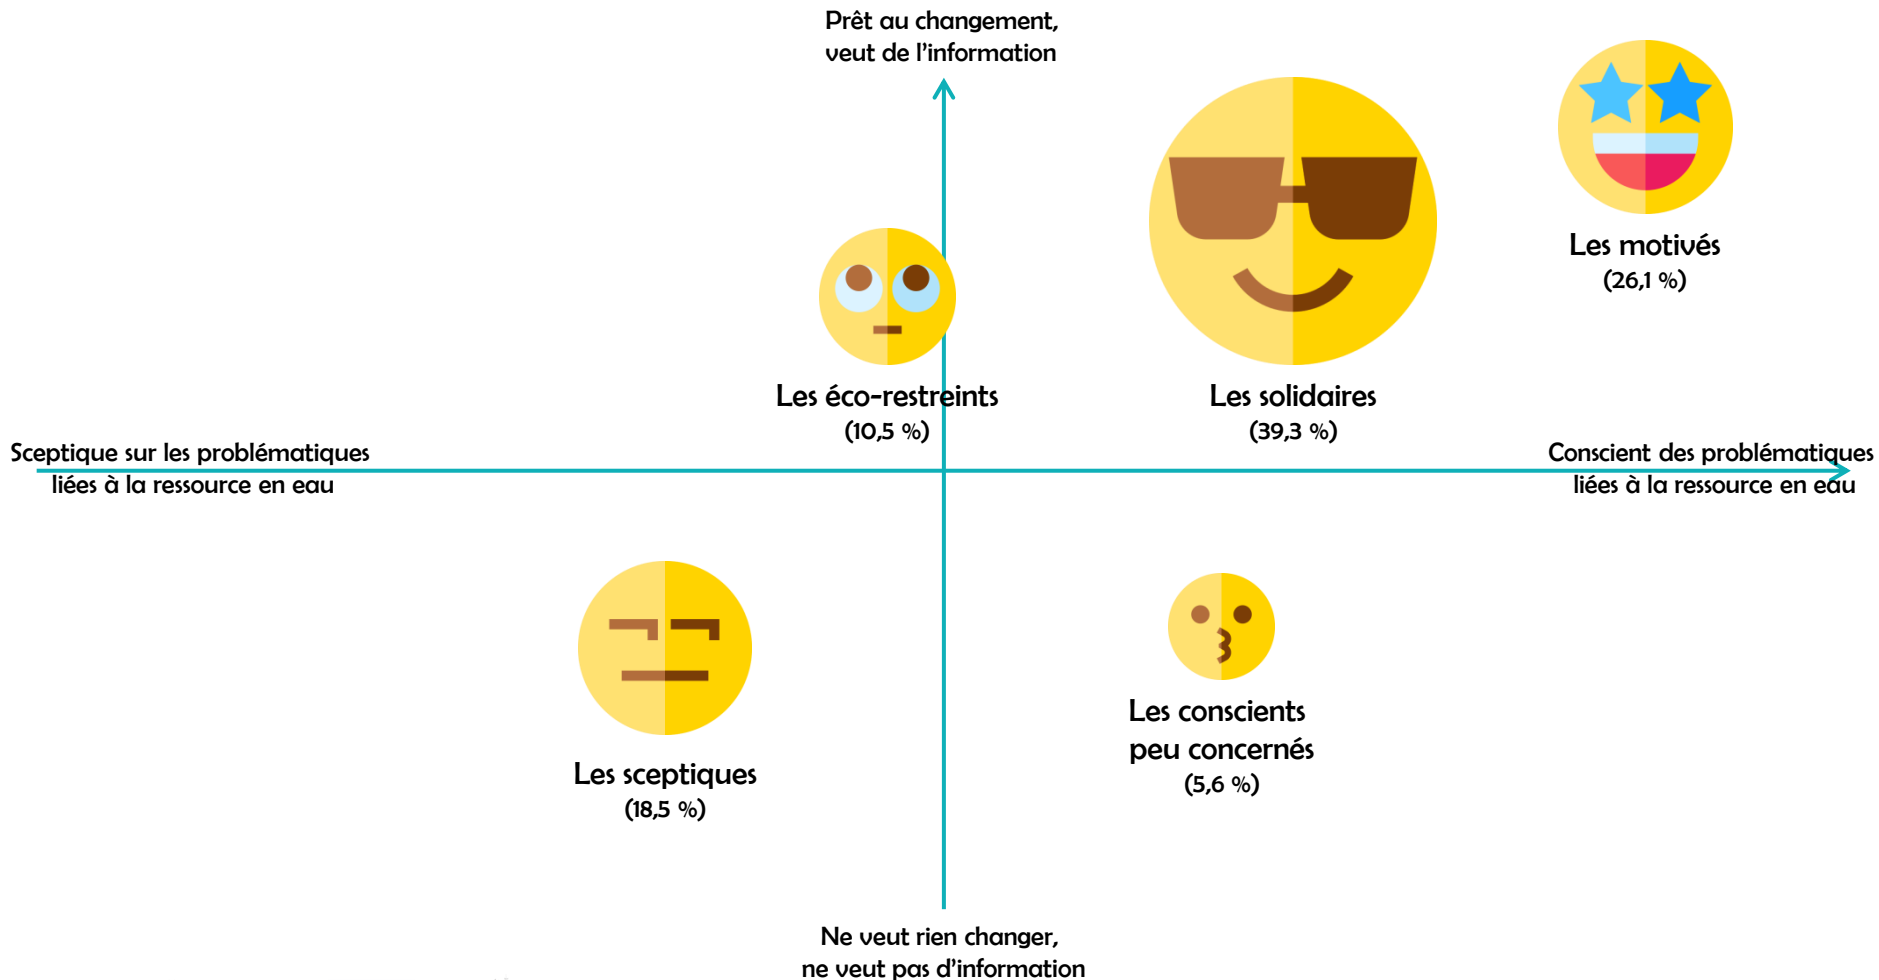 Prêt au changement,
veut de l'information
Les motivés
(26,1 %)
Les éco-restreints
(10,5 %)
Les solidaires
(39,3 %)
Sceptique sur les problématiques
liées à la ressource en eau
Conscient des problématiques
liées à la ressource en eau
Les sceptiques
(18,5 %)
Les conscients
peu concernés
(5,6 %)
Ne veut rien changer,
ne veut pas d'information